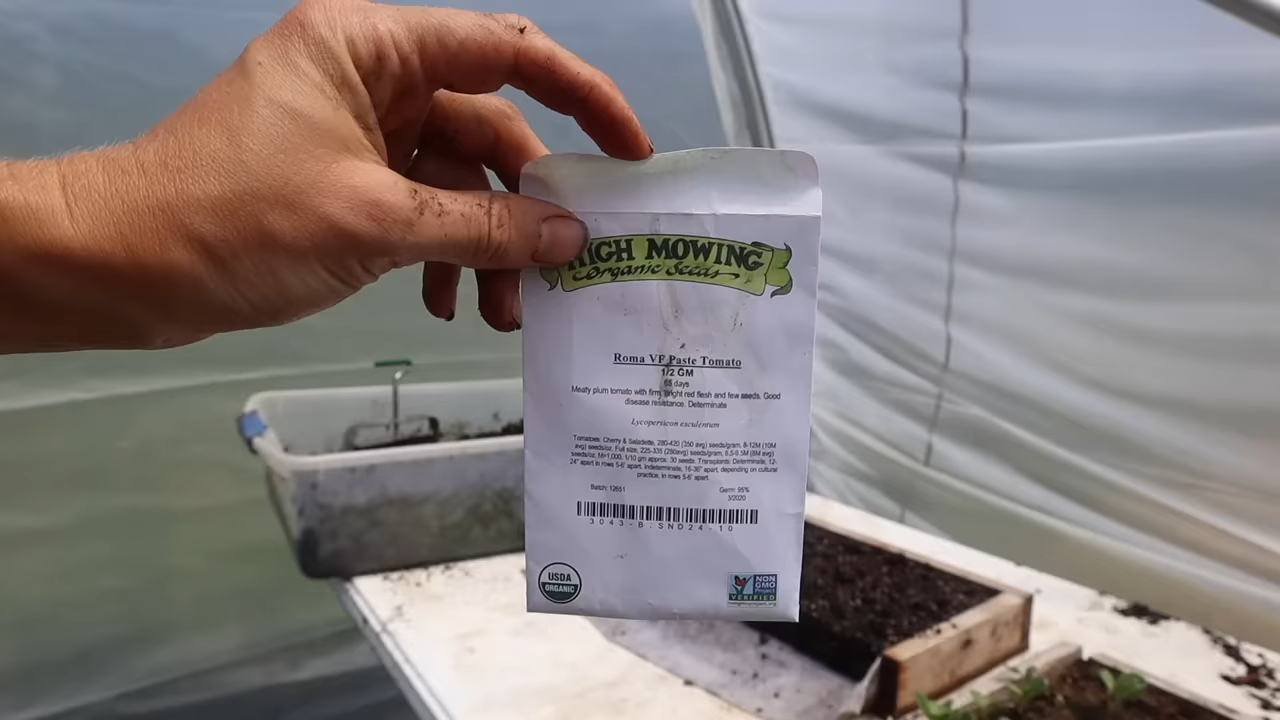 HIGH MOWING
Organic Seeds
Roma VF Paste Tomato
1/2 GM
65 days
Meaty plum tomato with firm, bright red flesh and few seeds. Good
disease resistance. Determinate
Lycopersicon esculentum
Tomatoes: Cherry & Saladette, 280-420 (350 avg) seeds/gram, 8-12M (10M
avg) seeds/oz. Full size, 225-335 (280avg) seeds/gram, 6.5-9.5M (8M avg)
seeds/oz. M=1,000. 1/10 gm approx. 30 seeds. Transplants: Determinate, 12-
24" apart in rows 5-6' apart. Indeterminate, 16-36" apart, depending on cultural
practice, in rows 5-6' apart.
Batch: 12651
Germ: 95%
3/2020
3043-B.SND24-10
USDA
ORGANIC
NON
GMO
Project
VERIFIED